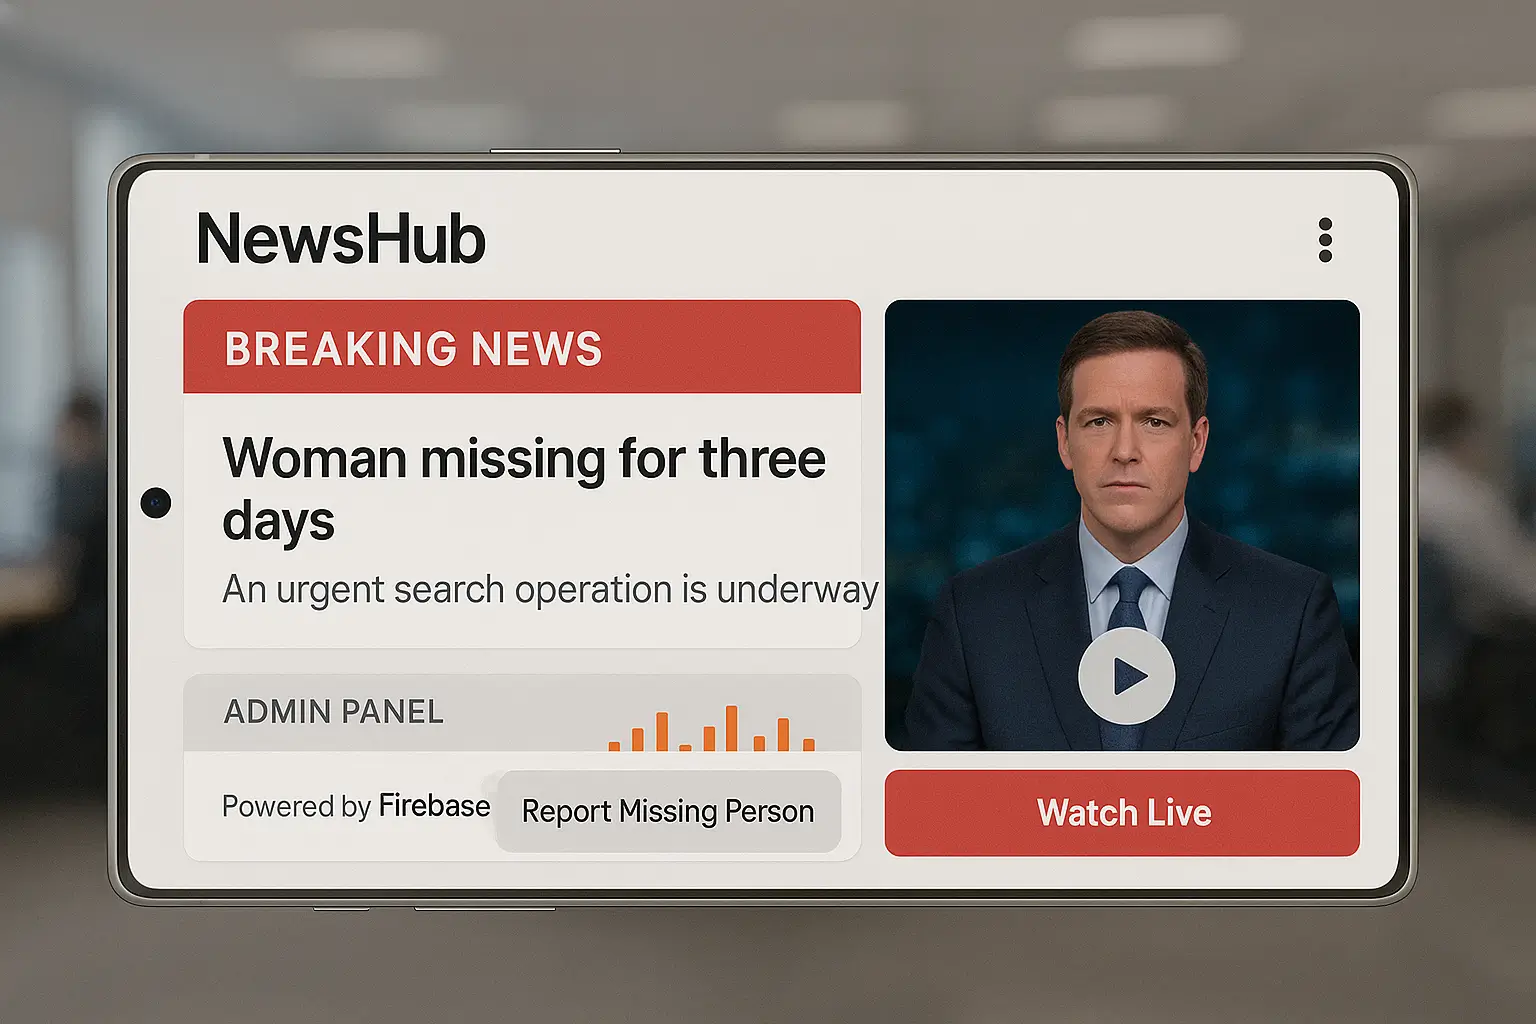 NewsHub
BREAKING NEWS
Woman missing for three
days
An urgent search operation is underway
ADMIN PANEL
Powered by Firebase
Report Missing Person
Watch Live